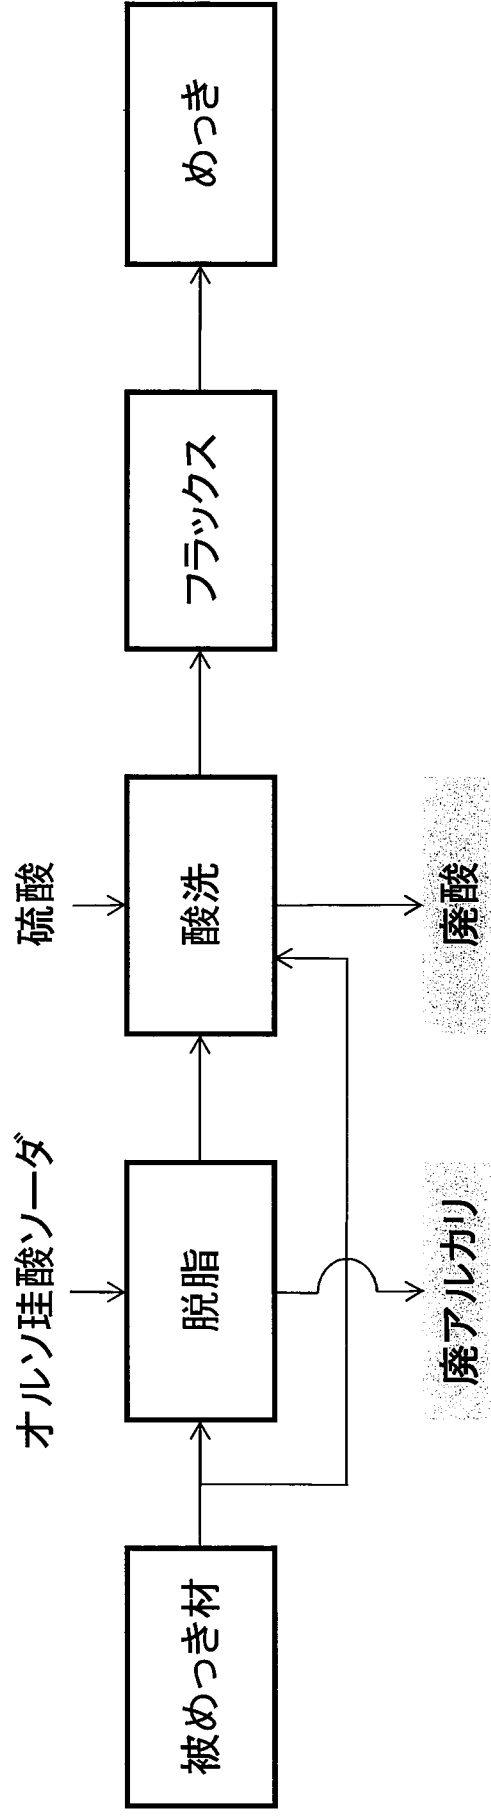 オルソ珪酸ソーダ
硫酸
被めっき材
脱脂
酸洗
フラックス
めっき
廃アルカリ
廃酸